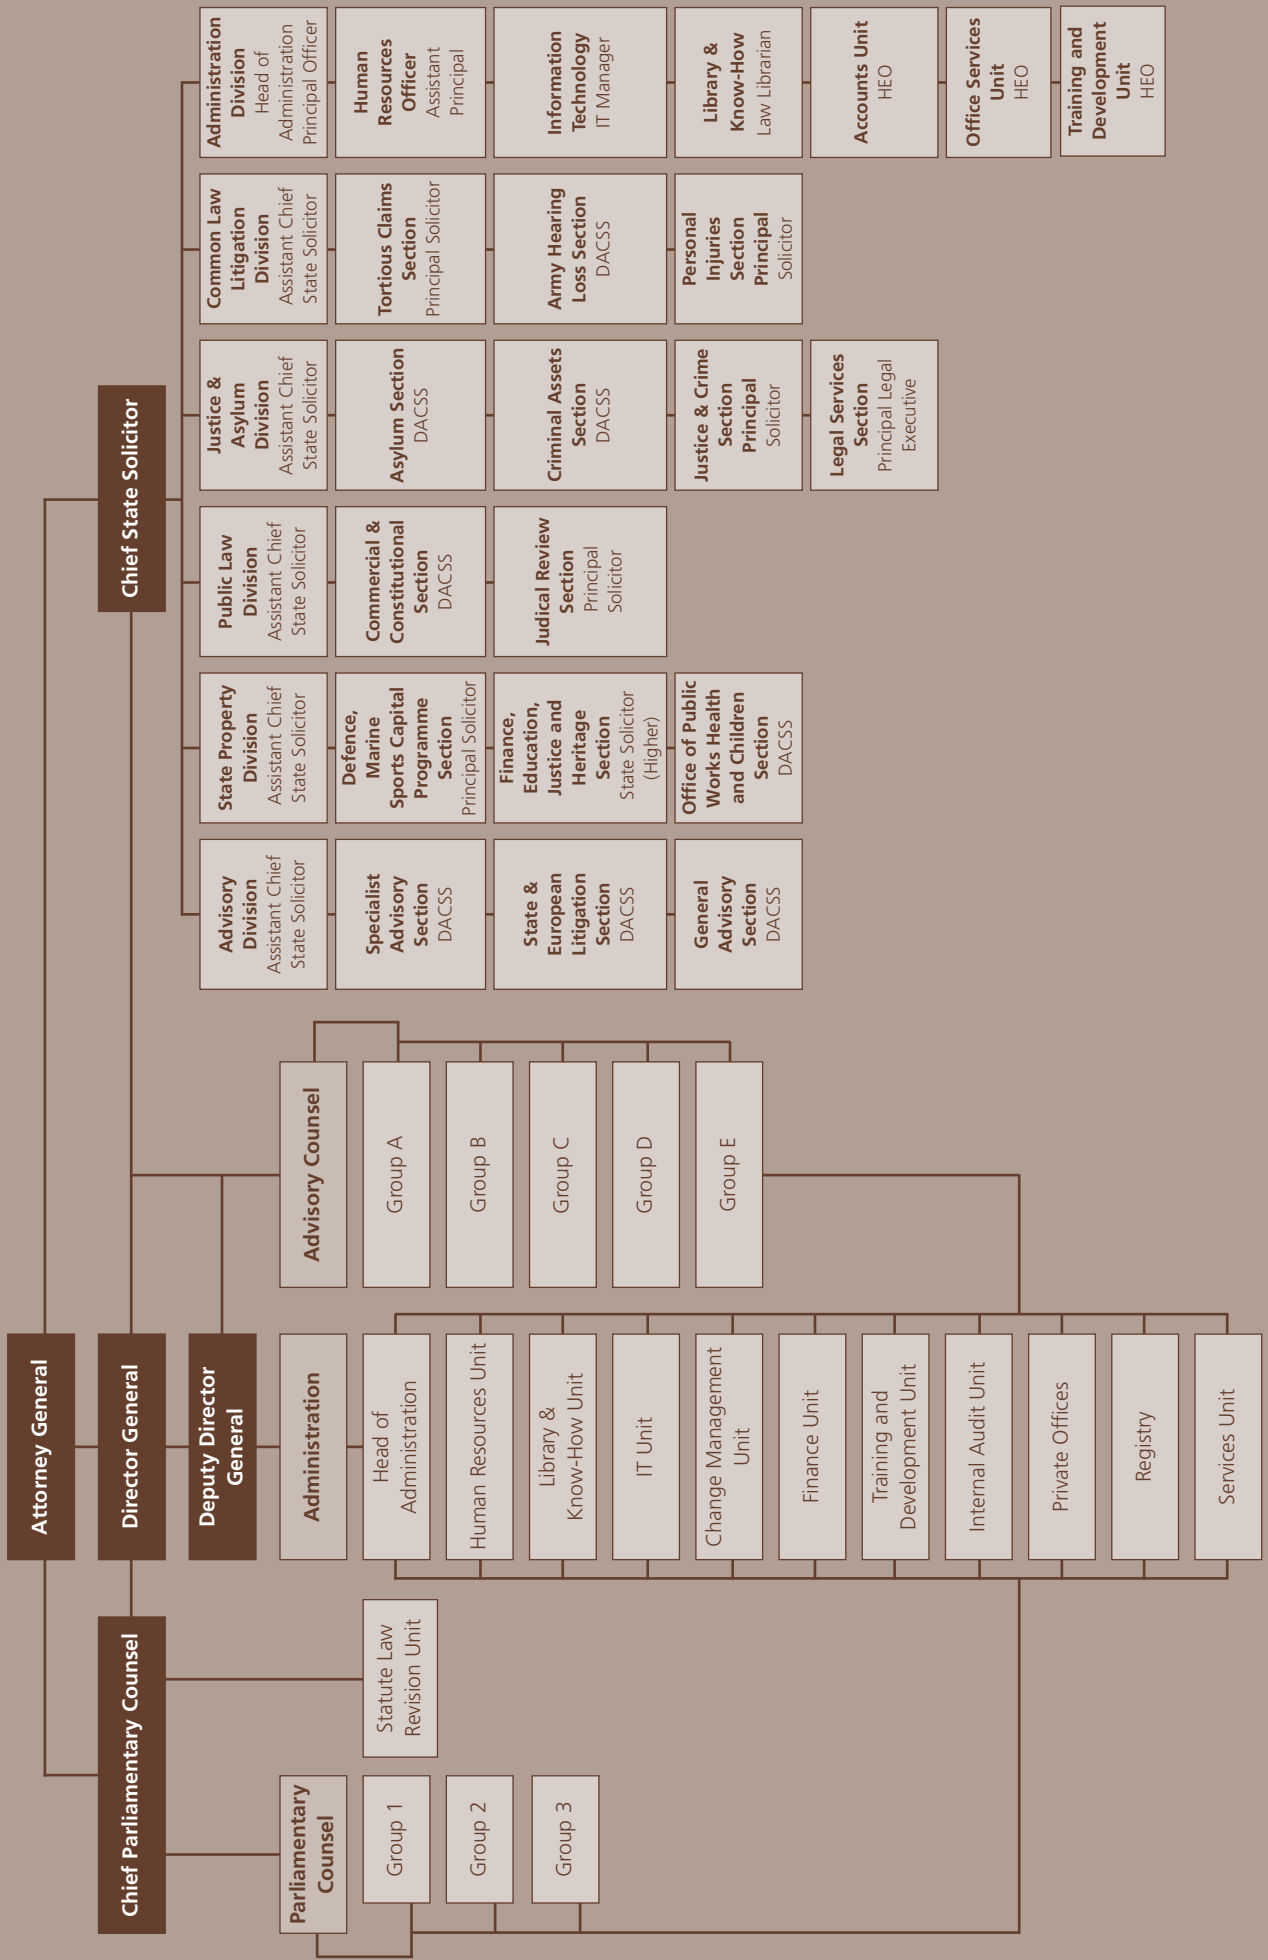 Attorney General
Chief Parliamentary Counsel
Director General
Chief State Solicitor
Deputy Director
General
Parliamentary
Counsel
Group 1
Group 2
Group 3
Statute Law
Revision Unit
Administration
Head of
Administration
Human Resources Unit
Library &
Know-How Unit
IT Unit
Change Management
Unit
Finance Unit
Training and
Development Unit
Internal Audit Unit
Private Offices
Registry
Services Unit
Advisory Counsel
Group A
Group B
Group C
Group D
Group E
Advisory
Division
Assistant Chief
State Solicitor
Specialist
Advisory
Section
DACSS
State &
European
Litigation
Section
DACSS
General
Advisory
Section
DACSS
State Property
Division
Assistant Chief
State Solicitor
Defence,
Marine
Sports Capital
Programme
Section
Principal Solicitor
Finance,
Education,
Justice and
Heritage
Section
State Solicitor
(Higher)
Office of Public
Works Health
and Children
Section
DACSS
Public Law
Division
Assistant Chief
State Solicitor
Commercial &
Constitutional
Section
DACSS
Judical Review
Section
Principal
Solicitor
Justice &
Asylum
Division
Assistant Chief
State Solicitor
Asylum Section
DACSS
Criminal Assets
Section
DACSS
Justice & Crime
Section
Principal
Solicitor
Legal Services
Section
Principal Legal
Executive
Common Law
Litigation
Division
Assistant Chief
State Solicitor
Tortious Claims
Section
Principal Solicitor
Army Hearing
Loss Section
DACSS
Personal
Injuries
Section
Principal
Solicitor
Administration
Division
Head of
Administration
Principal Officer
Human
Resources
Officer
Assistant
Principal
Information
Technology
IT Manager
Library &
Know-How
Law Librarian
Accounts Unit
HEO
Office Services
Unit
HEO
Training and
Development
Unit
HEO